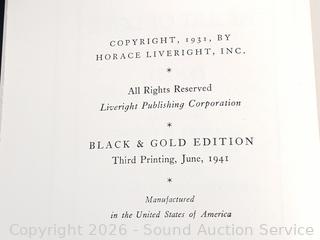 COPYRIGHT, 1931, BY
HORACE LIVERIGHT, INC.
*
All Rights Reserved
Liveright Publishing Corporation
*
BLACK & GOLD EDITION
Third Printing, June, 1941
*
Manufactured
in the United States of America
Copyright 2026 - Sound Auction Service